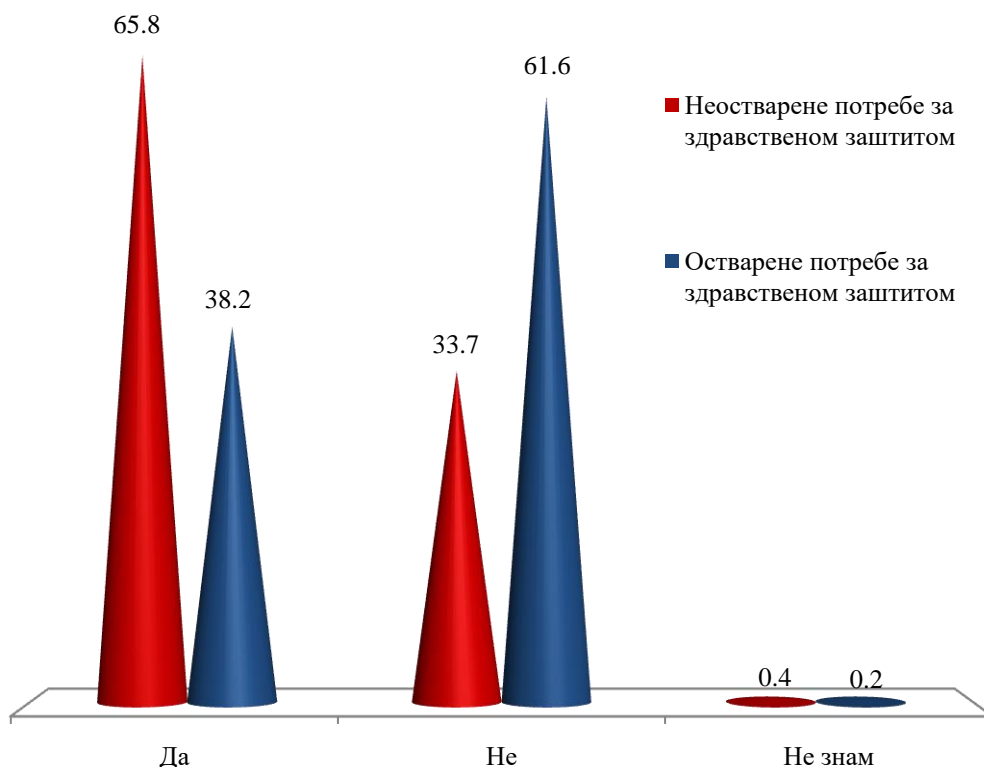 65.8
61.6
Неостварене потребе за
здравственом заштитом
Остварене потребе за
здравственом заштитом
38.2
33.7
0.4
0.2
Да
Не
Не знам